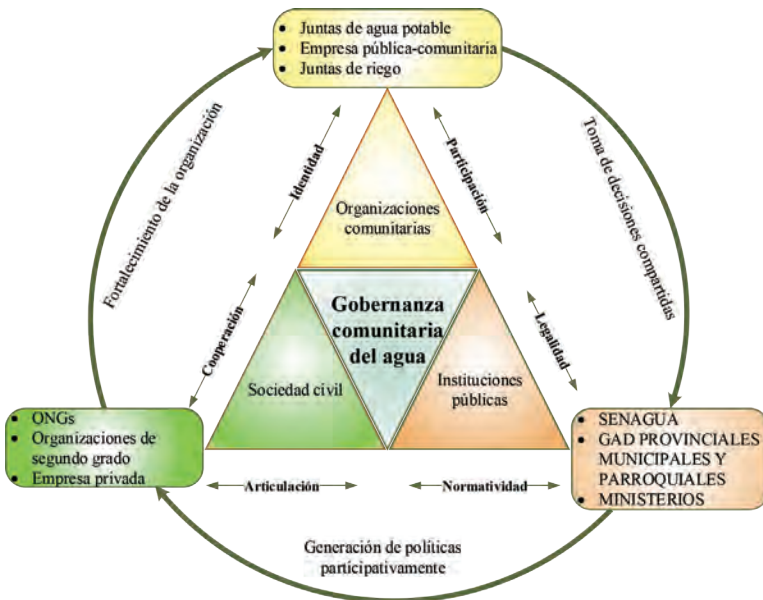 • Juntas de agua potable
• Empresa pública-comunitaria
• Juntas de riego
Fortalecimiento de la organización
Identidad
Participación
Toma de decisiones compartidas
Organizaciones
comunitarias
Cooperación
Gobernanza
comunitaria
del agua
Legalidad
Sociedad civil
Instituciones
públicas
• ONGs
• Organizaciones de
segundo grado
• Empresa privada
• SENAGUA
• GAD PROVINCIALES
MUNICIPALES Y
PARROQUIALES
• MINISTERIOS
Articulación
Normatividad
Generación de políticas
participativamente